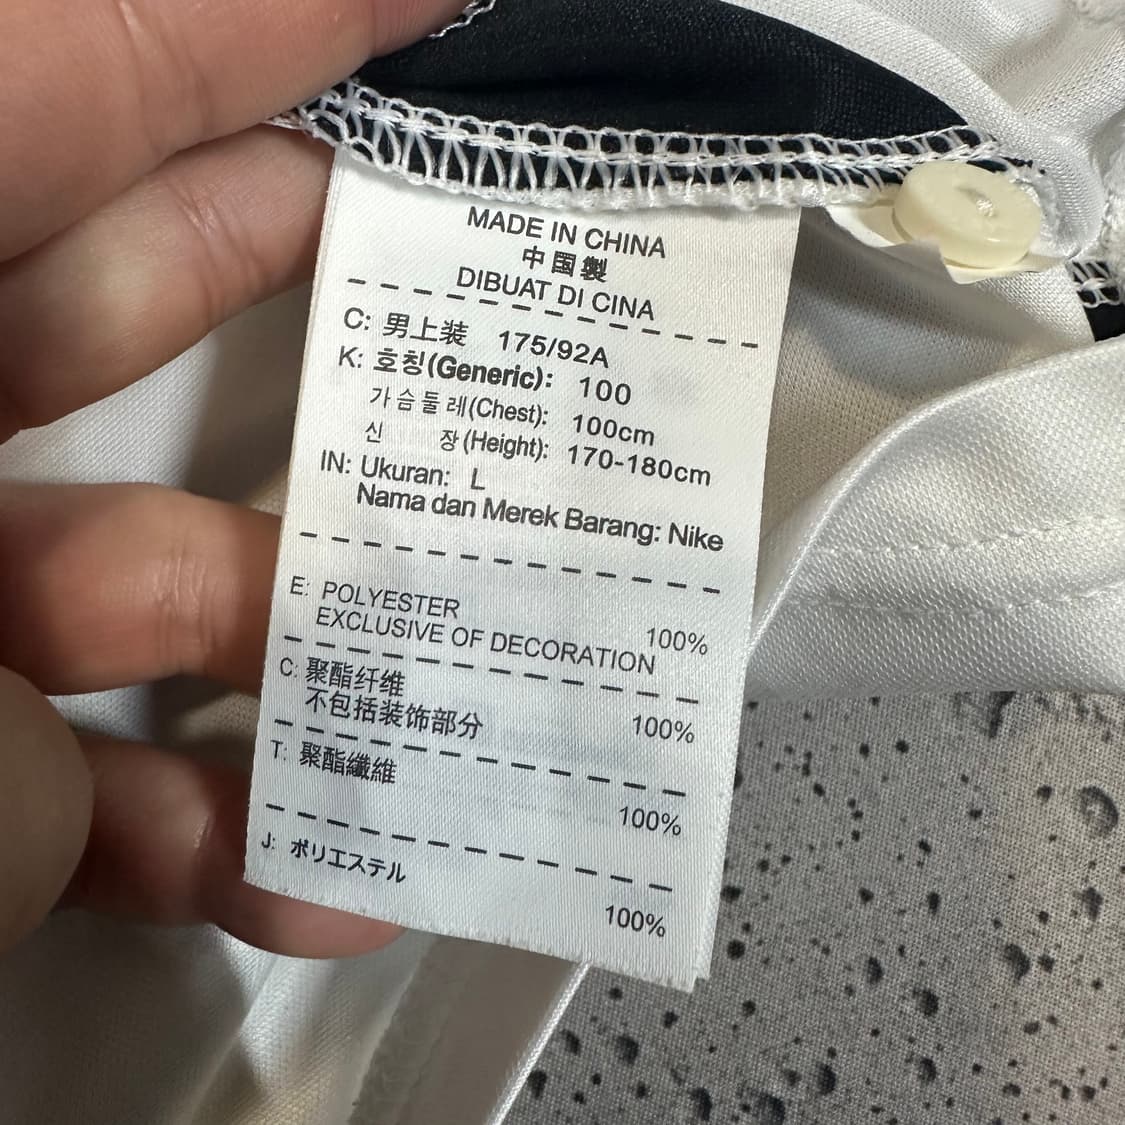 MADE IN CHINA
中国製
DIBUAT DI CINA
C: 男上装 175/92A
K: 호칭(Generic): 100
가슴둘레(Chest): 100cm
신 장(Height): 170-180cm
IN: Ukuran: L
Nama dan Merek Barang: Nike
E: POLYESTER 100%
EXCLUSIVE OF DECORATION
C: 聚酯纤维 100%
不包括装饰部分
T: 聚酯纖維 100%
J: ポリエステル 100%